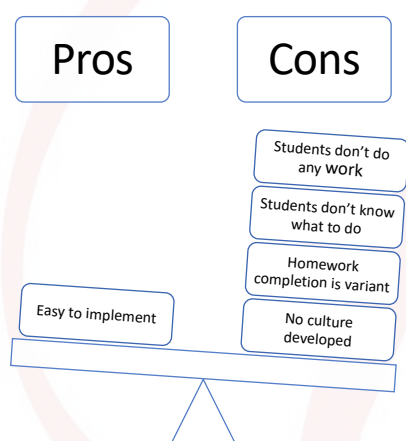 Pros
Cons
Students don't do
any work
Students don't know
what to do
Homework
completion is variant
No culture
developed
Easy to implement